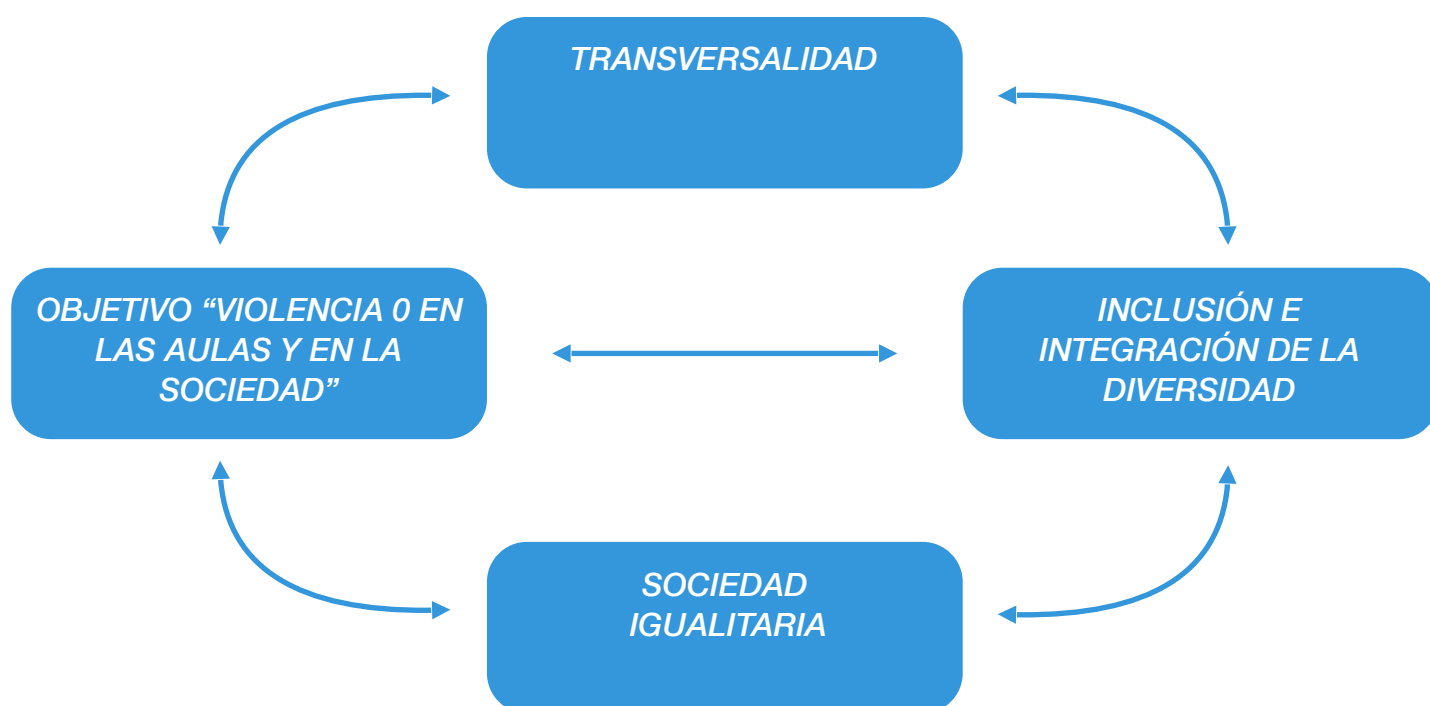 TRANSVERSALIDAD
OBJETIVO “VIOLENCIA 0 EN
LAS AULAS Y EN LA
SOCIEDAD”
INCLUSIÓN E
INTEGRACIÓN DE LA
DIVERSIDAD
SOCIEDAD
IGUALITARIA